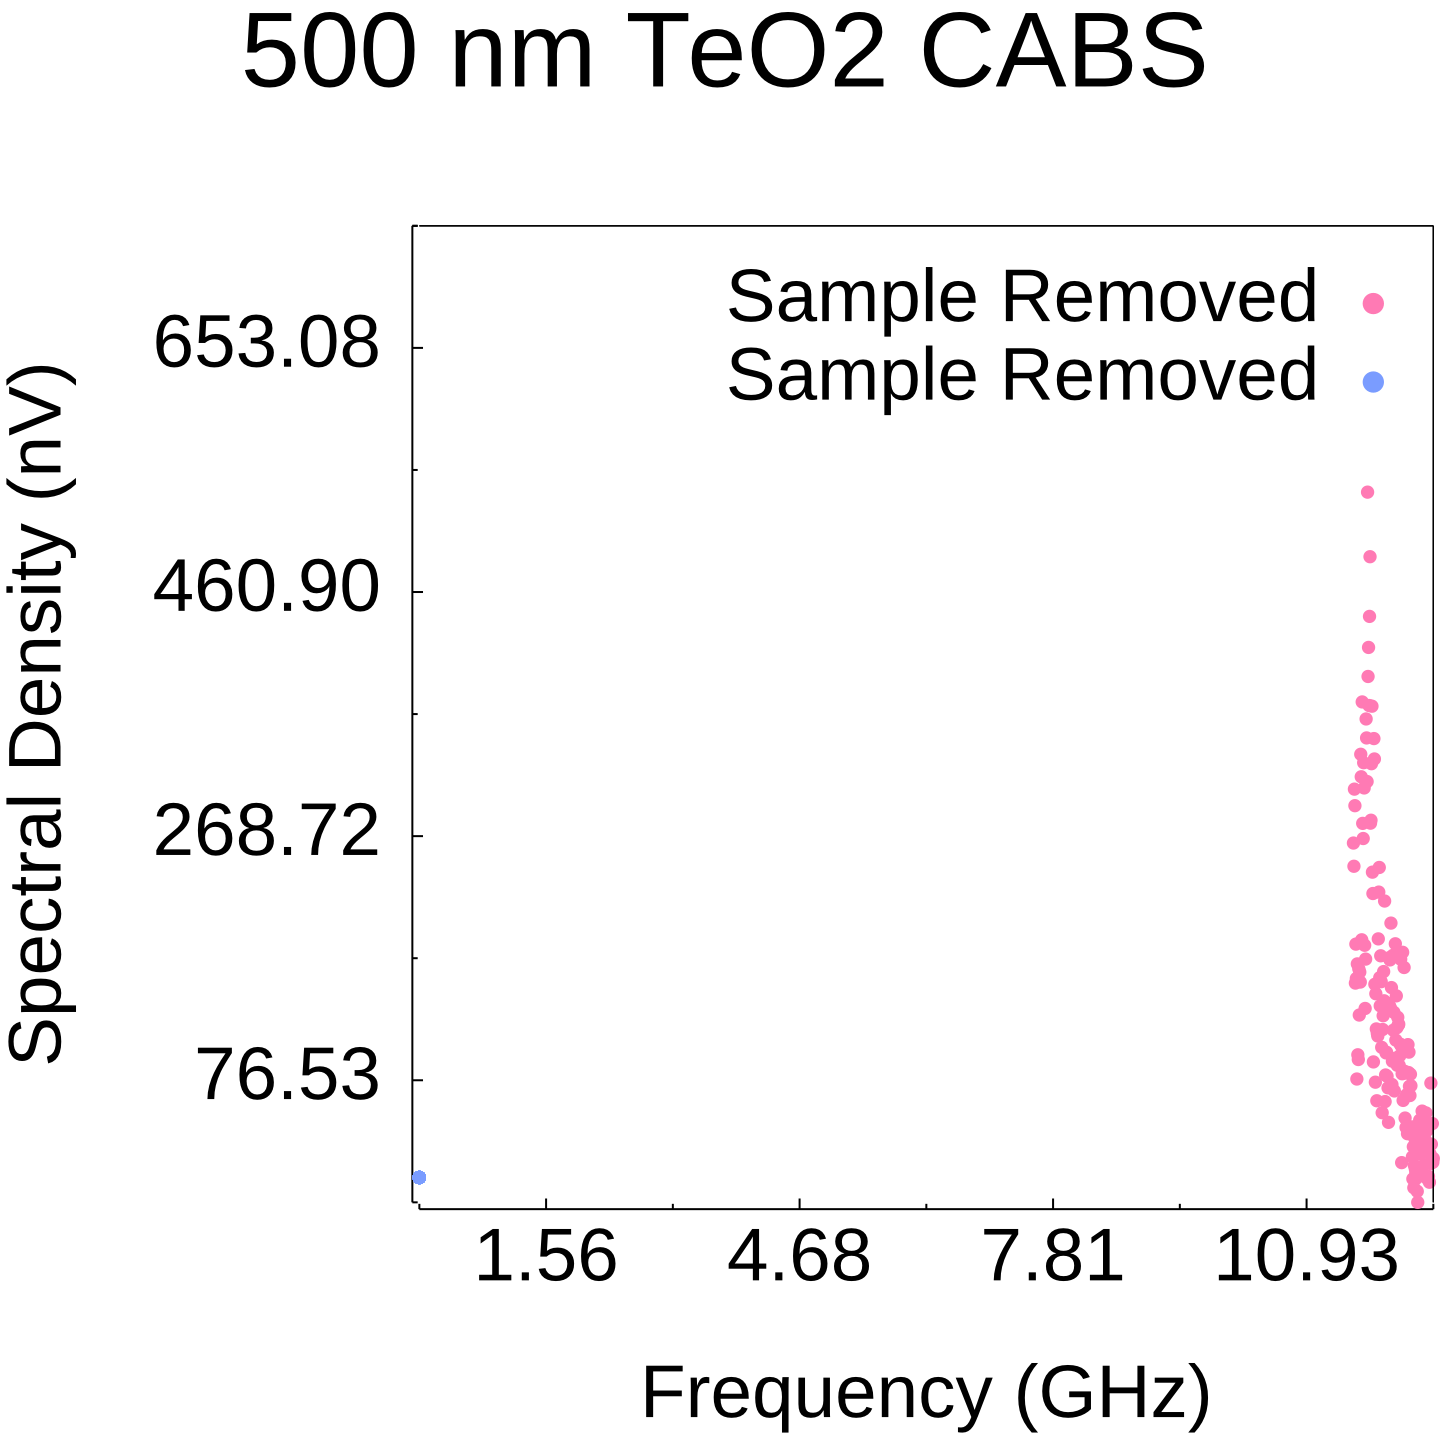 500 nm TeO2 CABS
Sample Removed
Sample Removed
653.08
460.90
268.72
76.53
Spectral Density (nV)
1.56 4.68 7.81 10.93
Frequency (GHz)